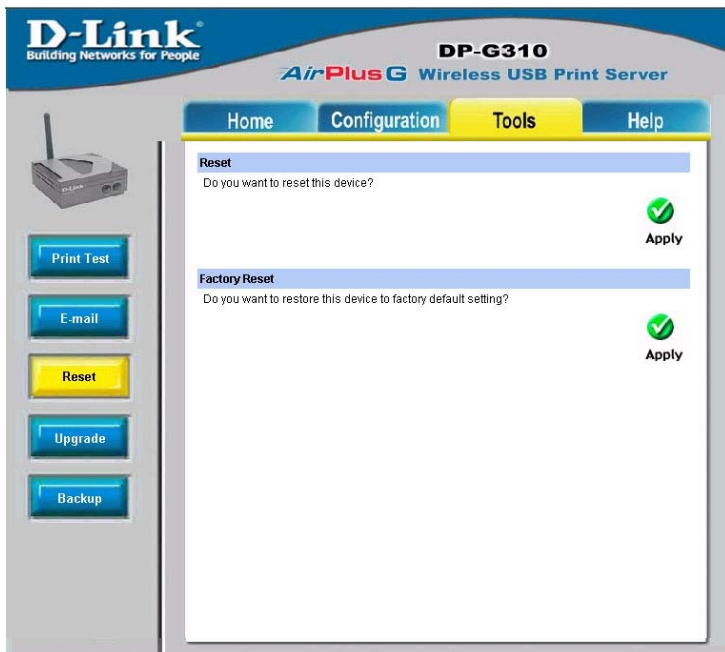 D-Link®
Building Networks for People
DP-G310
AirPlus G Wireless USB Print Server
Home Configuration Tools Help
D-Link
Print Test
E-mail
Reset
Upgrade
Backup
Reset
Do you want to reset this device?
Apply
Factory Reset
Do you want to restore this device to factory default setting?
Apply